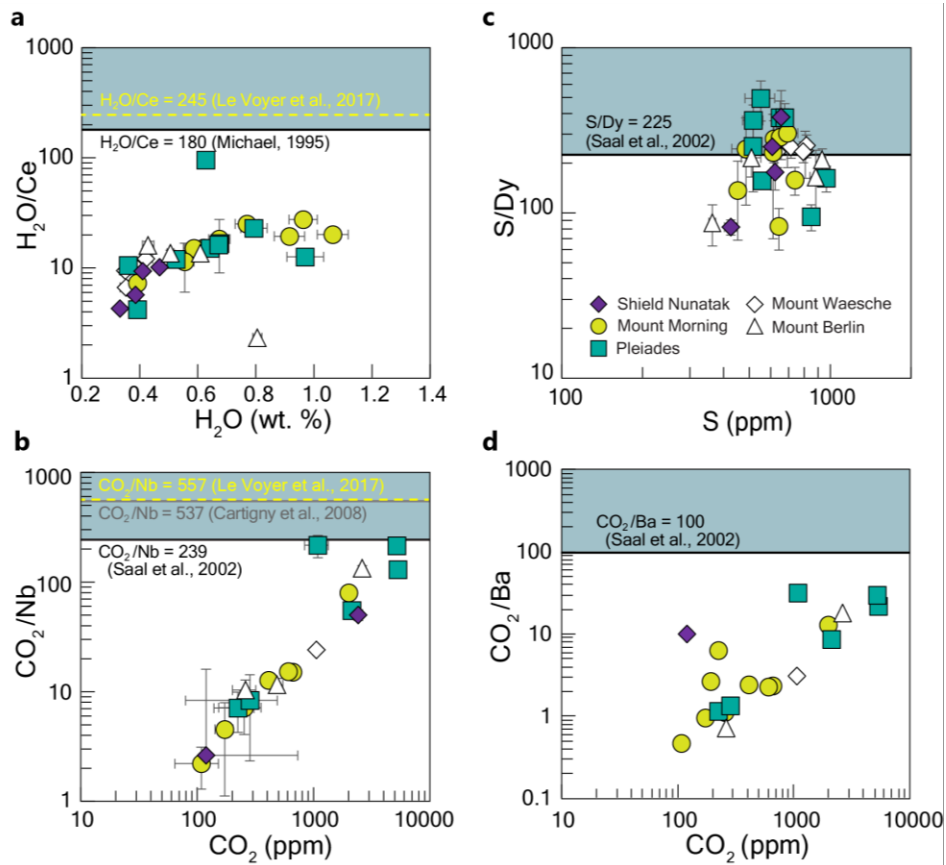 a
1000
100
10
1
H₂O/Ce
H₂O/Ce = 245 (Le Voyer et al., 2017)
H₂O/Ce = 180 (Michael, 1995)
0.2 0.4 0.6 0.8 1.0 1.2 1.4
H₂O (wt. %)
c
1000
100
10
S/Dy
S/Dy = 225
(Saal et al., 2002)
Shield Nunatak
Mount Morning
Pleiades
Mount Waesche
Mount Berlin
100 1000
S (ppm)
b
1000
100
10
1
CO₂/Nb
CO₂/Nb = 557 (Le Voyer et al., 2017)
CO₂/Nb = 537 (Cartigny et al., 2008)
CO₂/Nb = 239
(Saal et al., 2002)
10 100 1000 10000
CO₂ (ppm)
d
1000
100
10
1
0.1
CO₂/Ba
CO₂/Ba = 100
(Saal et al., 2002)
10 100 1000 10000
CO₂ (ppm)